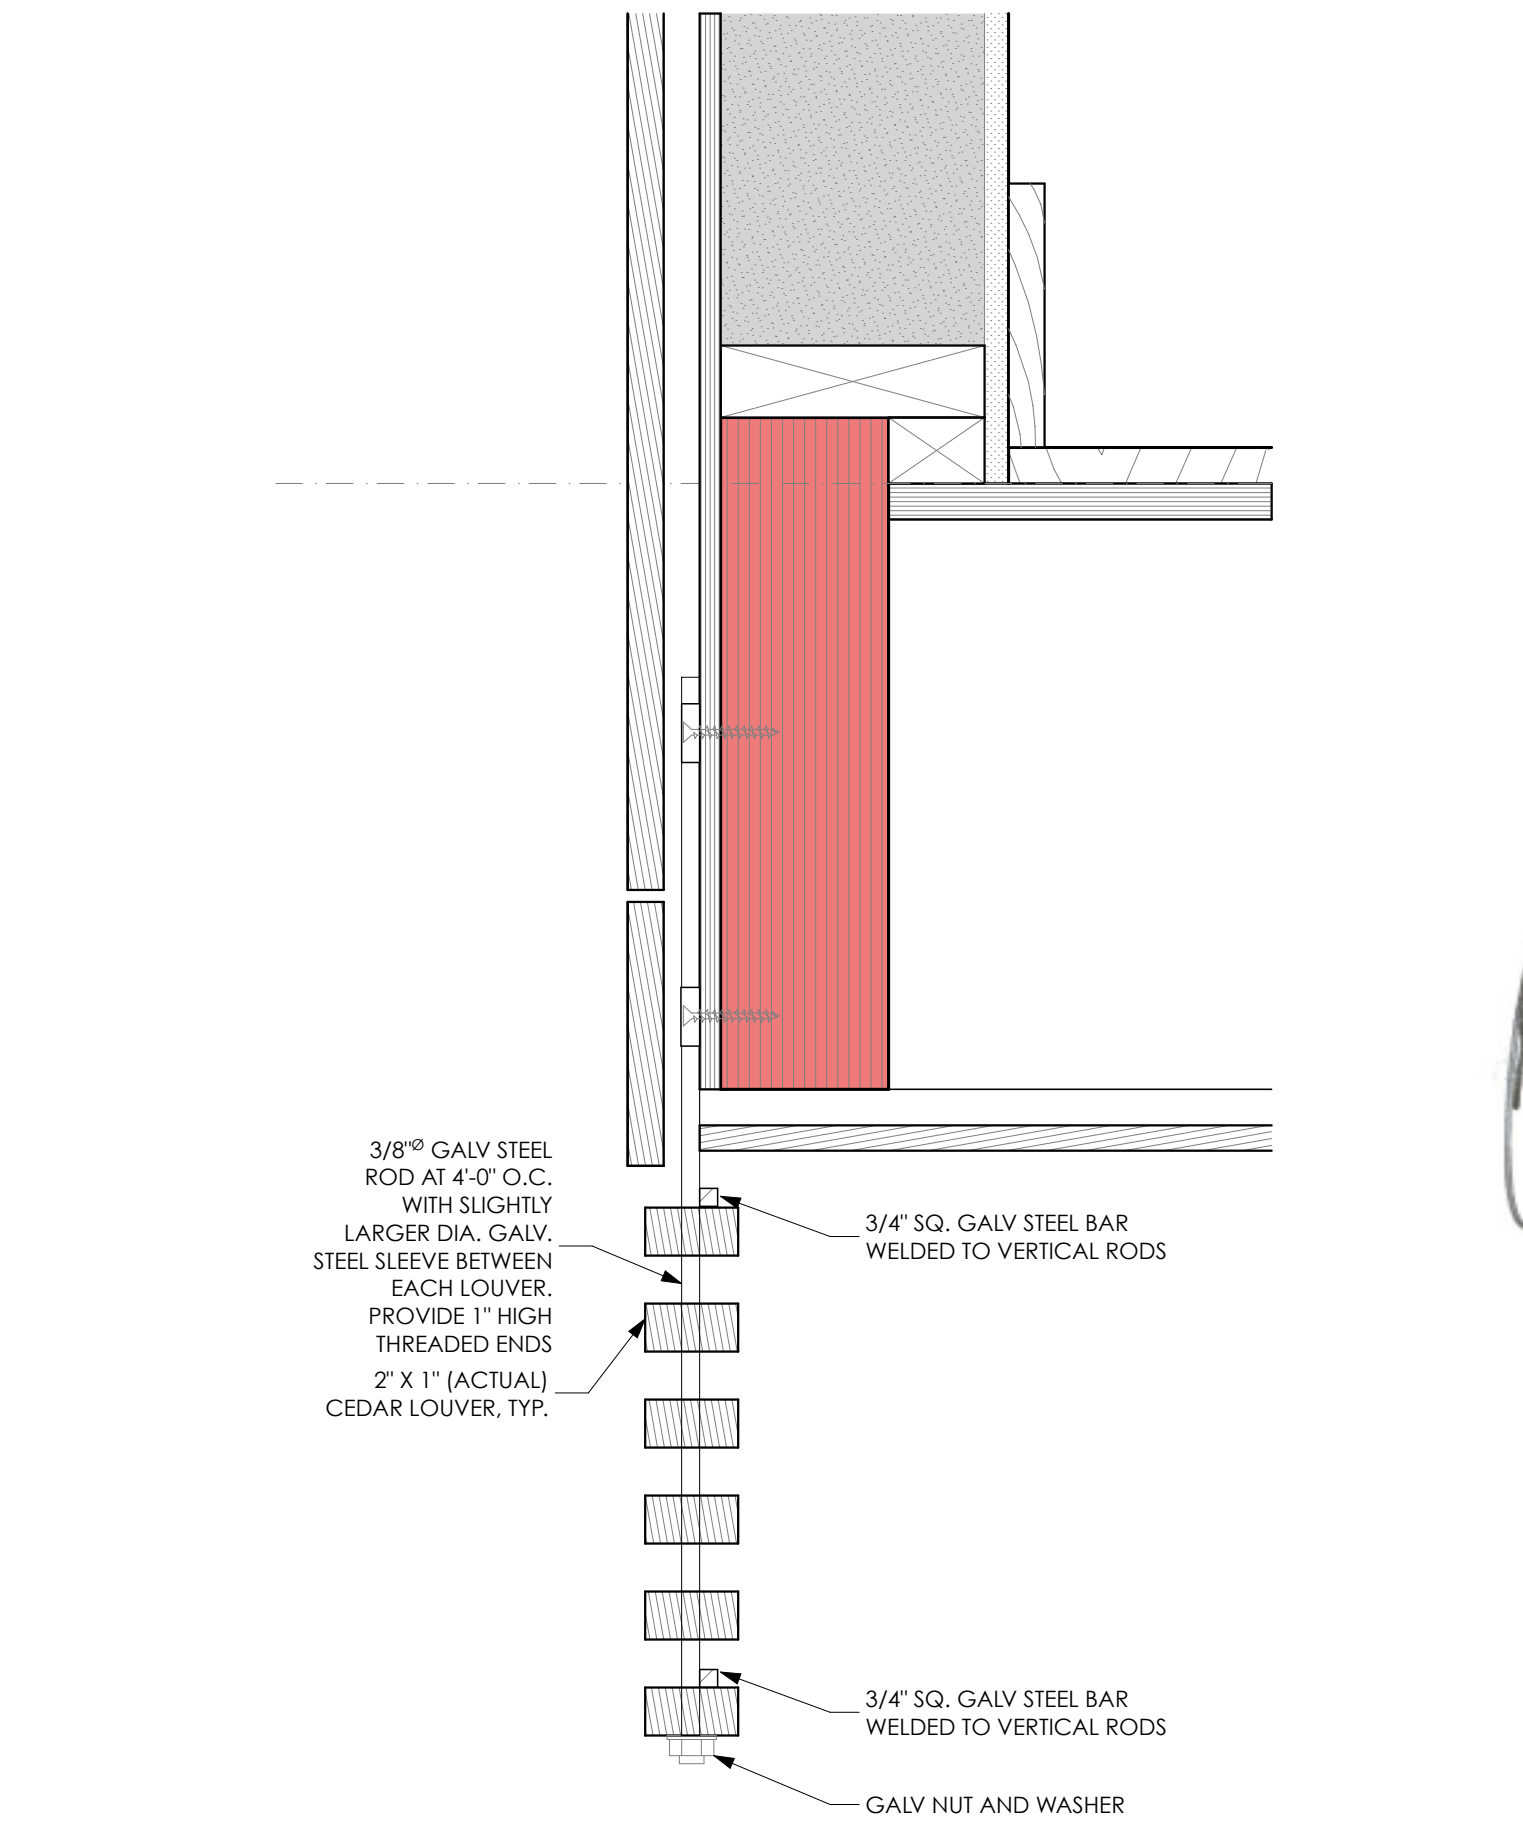 3/8"Ø GALV STEEL
ROD AT 4'-0" O.C.
WITH SLIGHTLY
LARGER DIA. GALV.
STEEL SLEEVE BETWEEN
EACH LOUVER.
PROVIDE 1" HIGH
THREADED ENDS
2" X 1" (ACTUAL)
CEDAR LOUVER, TYP.
3/4" SQ. GALV STEEL BAR
WELDED TO VERTICAL RODS
3/4" SQ. GALV STEEL BAR
WELDED TO VERTICAL RODS
GALV NUT AND WASHER